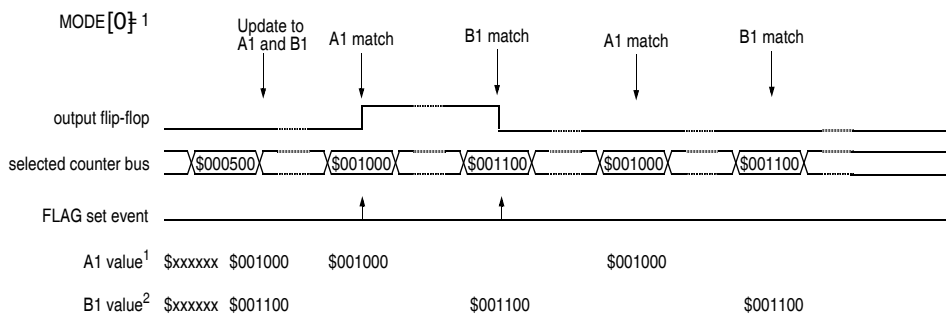 MODE[0]= 1
Update to
A1 and B1
A1 match
B1 match
A1 match
B1 match
output flip-flop
selected counter bus
$000500
$001000
$001100
$001000
$001100
FLAG set event
A1 value1 $xxxxxx $001000 $001000 $001000
B1 value2 $xxxxxx $001100 $001100 $001100